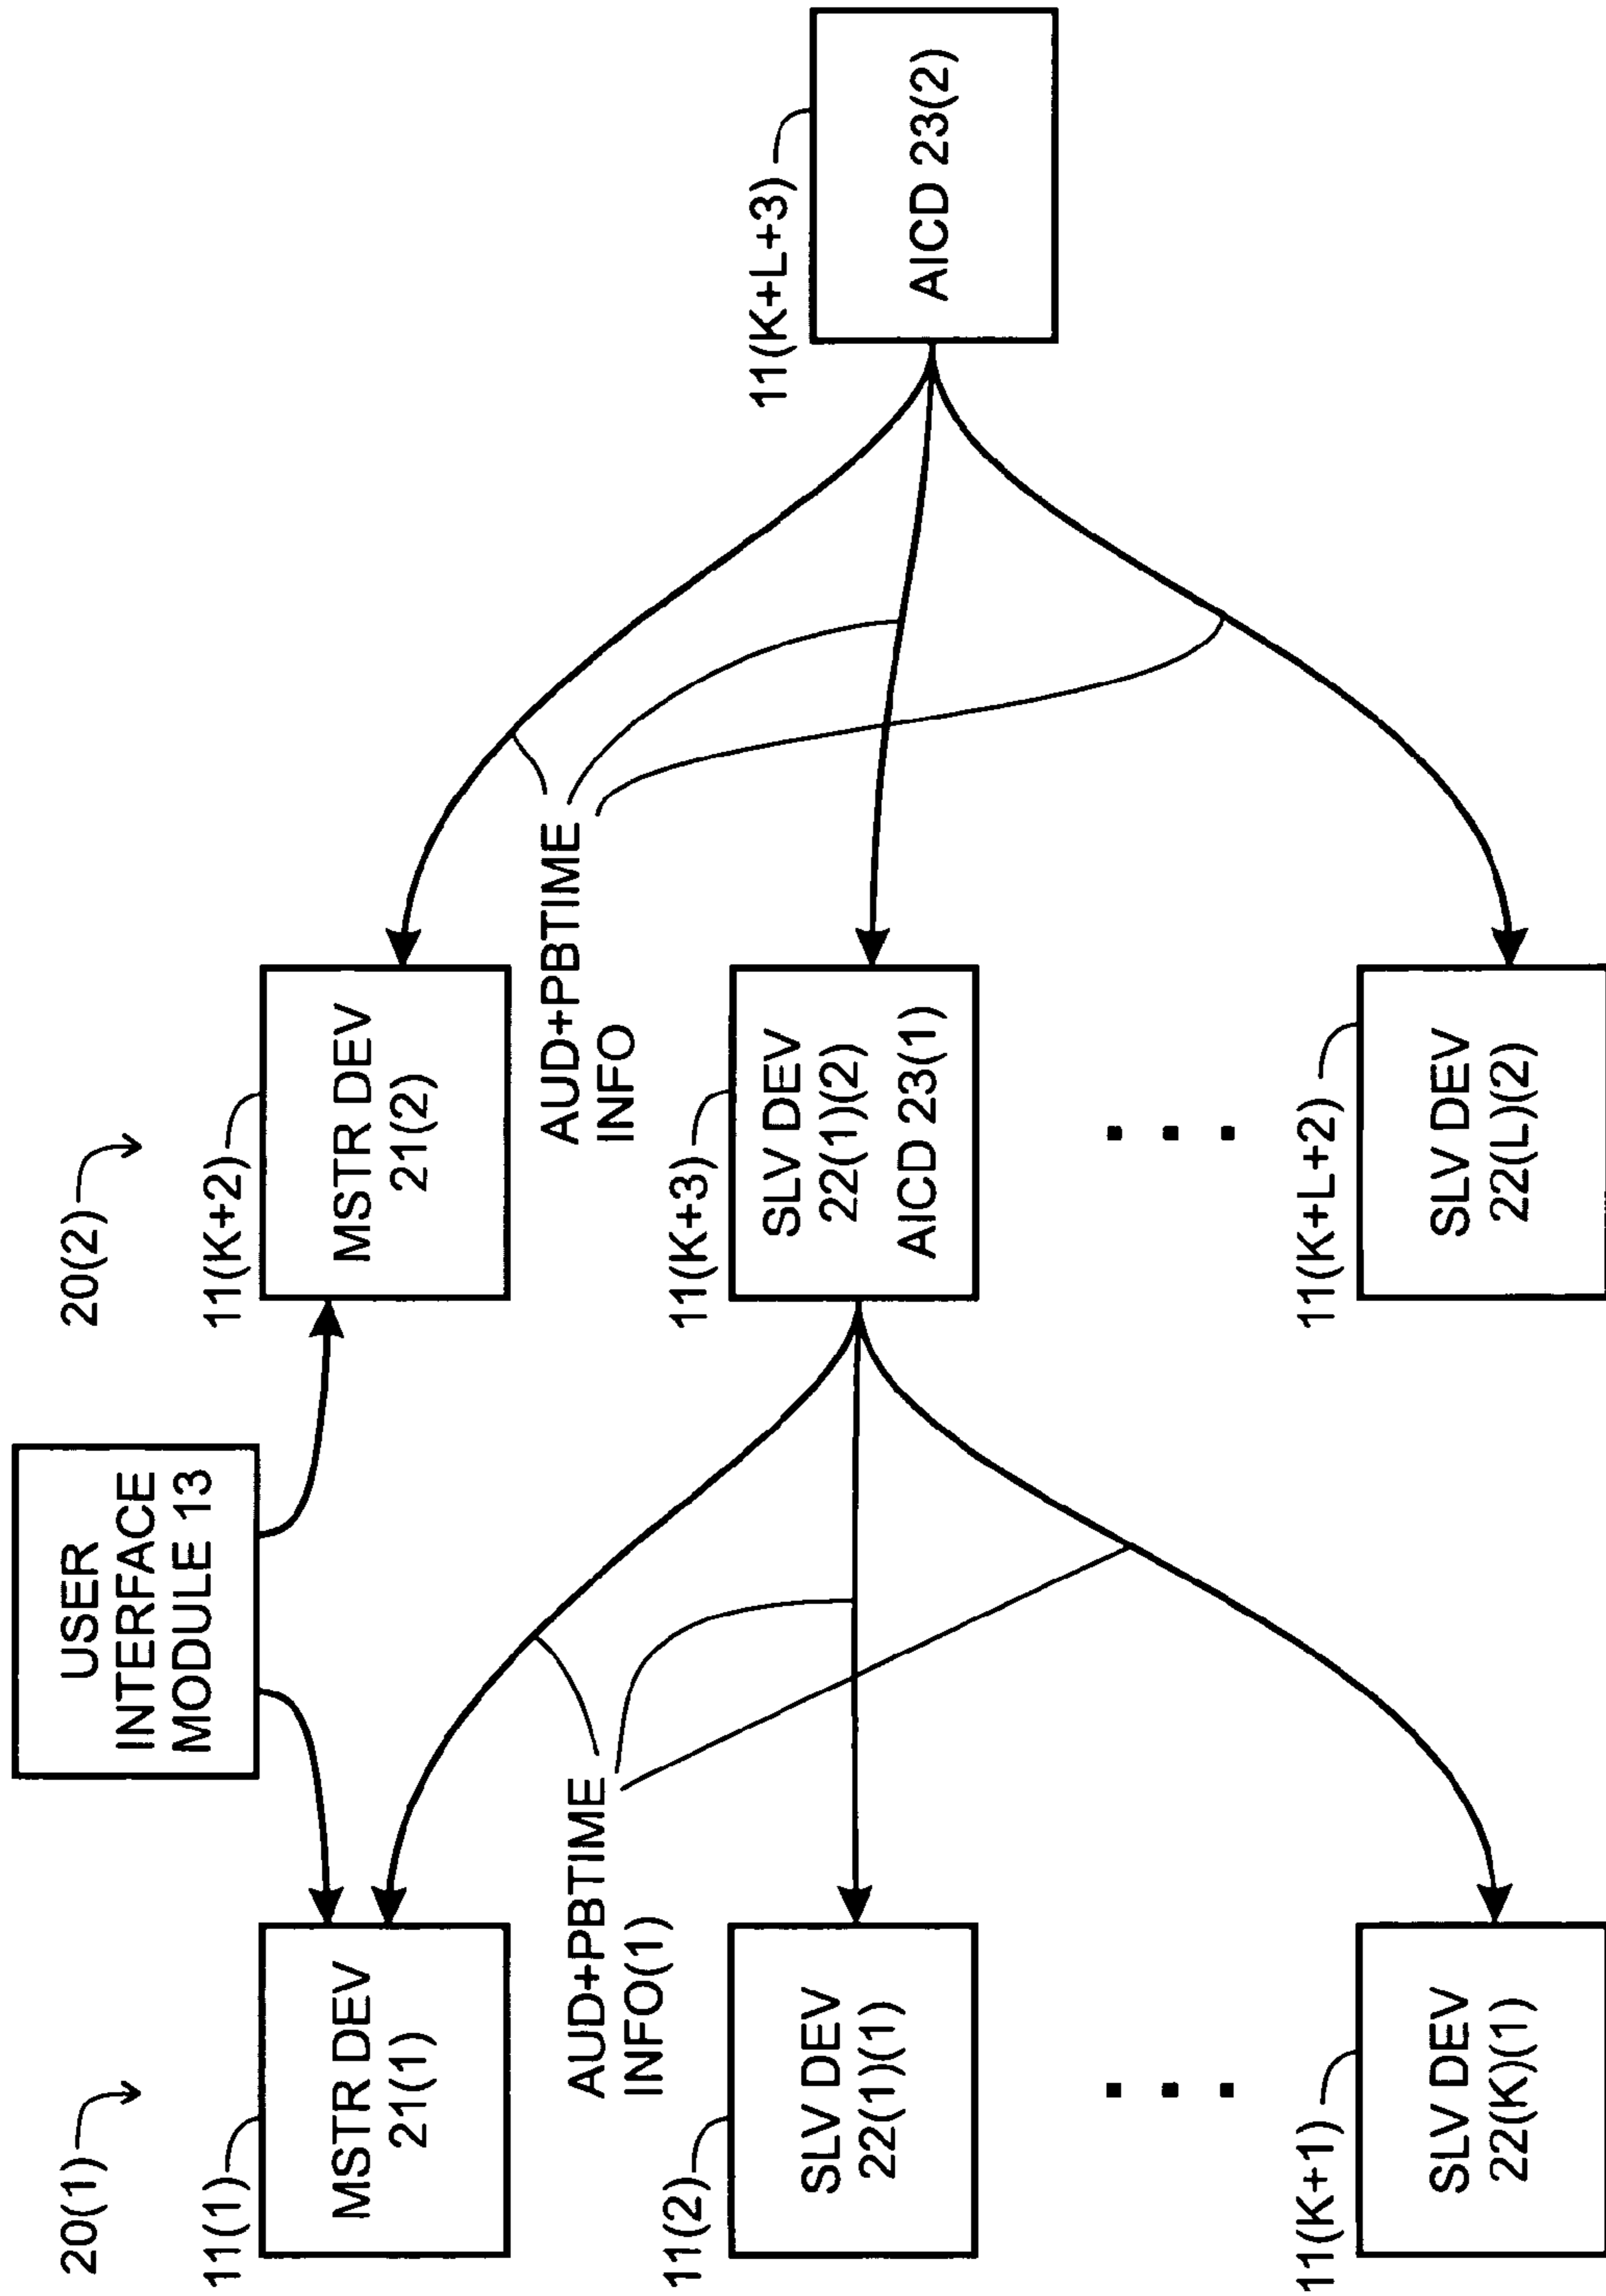 USER
INTERFACE
MODULE 13
20(1)
11(1)
MSTR DEV
21(1)
AUD+PBTIME
INFO(1)
11(2)
SLV DEV
22(1)(1)
. . .
11(K+1)
SLV DEV
22(K)(1)
20(2)
11(K+2)
MSTR DEV
21(2)
AUD+PBTIME
INFO
11(K+3)
SLV DEV
22(1)(2)
AICD 23(1)
. . .
11(K+L+2)
SLV DEV
22(L)(2)
11(K+L+3)
AICD 23(2)